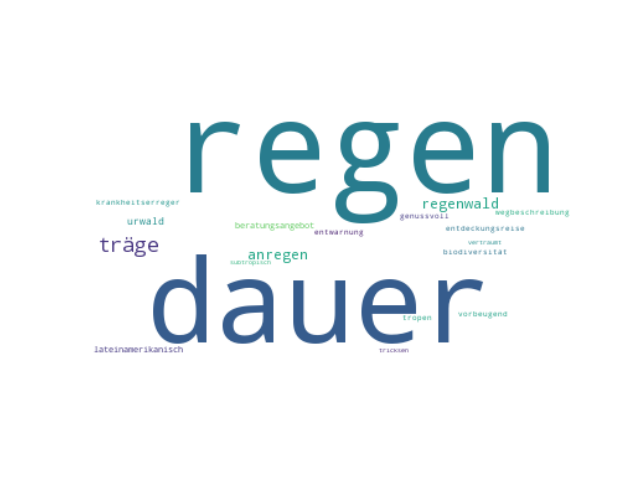 regen
krankheitserreger
regenwald
wegbeschreibung
genussvoll
urwald
beratungsangebot
entdeckungsreise
entwarnung
träge
vertrauen
biodiversität
anregen
subtropisch
dauer
tropen
vorbeugend
lateinamerikanisch
tricksen